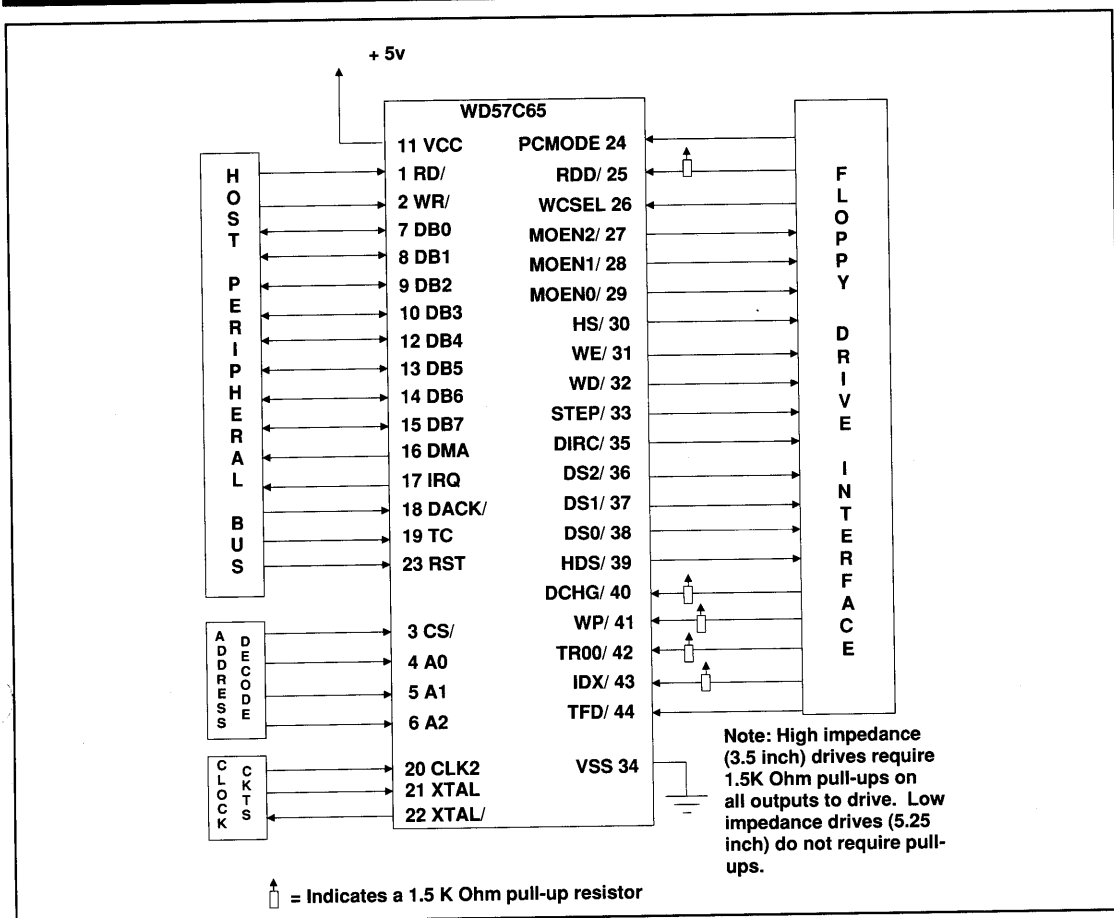 + 5v
WD57C65
11 VCC
1 RD/
2 WR/
7 DB0
8 DB1
9 DB2
10 DB3
12 DB4
13 DB5
14 DB6
15 DB7
16 DMA
17 IRQ
18 DACK/
19 TC
23 RST
3 CS/
4 A0
5 A1
6 A2
20 CLK2
21 XTAL
22 XTAL/
PCMODE 24
RDD/ 25
WCSEL 26
MOEN2/ 27
MOEN1/ 28
MOEN0/ 29
HS/ 30
WE/ 31
WD/ 32
STEP/ 33
DIRC/ 35
DS2/ 36
DS1/ 37
DS0/ 38
HDS/ 39
DCHG/ 40
WP/ 41
TR00/ 42
IDX/ 43
TFD/ 44
VSS 34
HOST PERIPHERAL BUS
ADDRESS
DECODE
CLOCK
CKTS
FLOPPY DRIVE INTERFACE
Note: High impedance
(3.5 inch) drives require
1.5K Ohm pull-ups on
all outputs to drive. Low
impedance drives (5.25
inch) do not require pull-
ups.
= Indicates a 1.5 K Ohm pull-up resistor